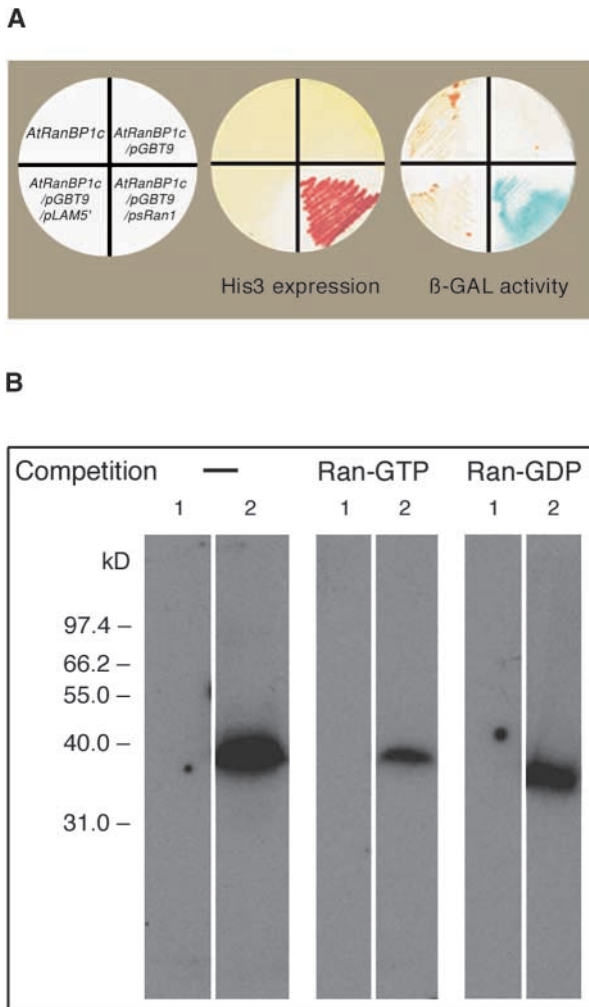 A
AtRanBP1c
AtRanBP1c
/pGBT9
AtRanBP1c
/pGBT9
/pLAM5'
AtRanBP1c
/pGBT9
/psRan1
His3 expression
ß-GAL activity
B
Competition — Ran-GTP Ran-GDP
1 2 1 2 1 2
kD
97.4 –
66.2 –
55.0 –
40.0 –
31.0 –